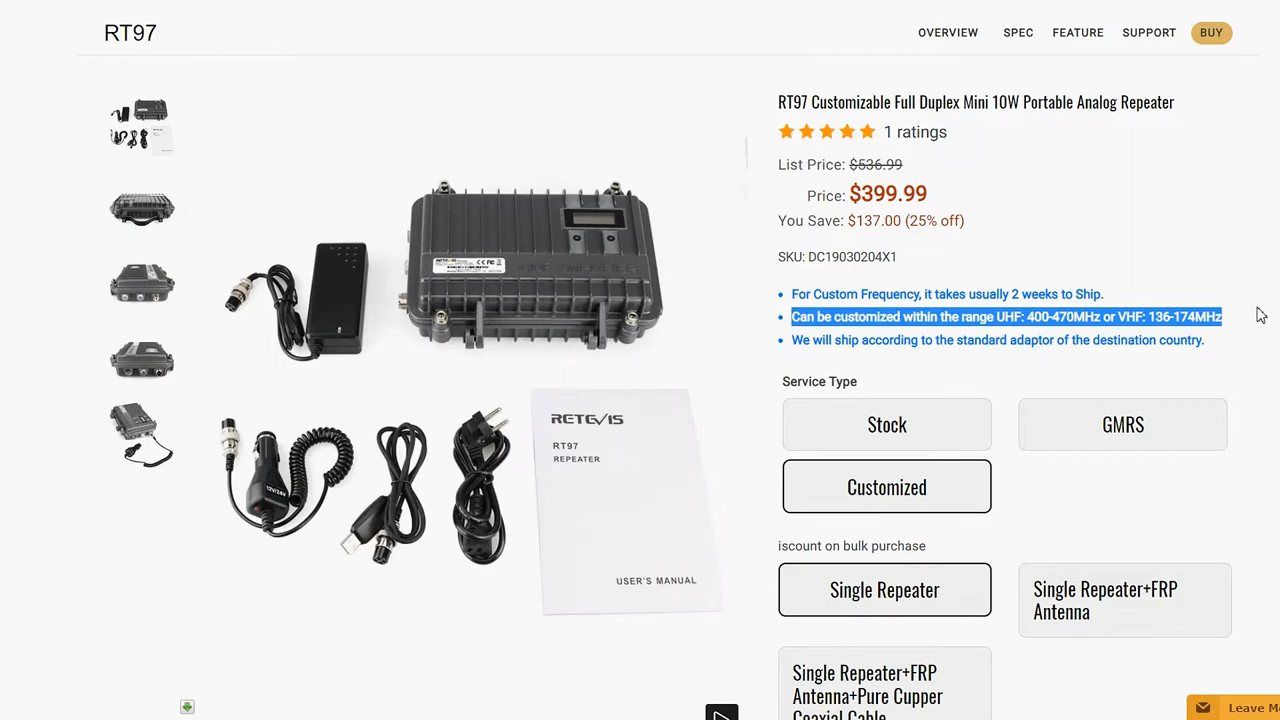 RT97
OVERVIEW
SPEC
FEATURE
SUPPORT
BUY
RT97 Customizable Full Duplex Mini 10W Portable Analog Repeater
1 ratings
List Price: $536.99
Price: $399.99
You Save: $137.00 (25% off)
SKU: DC19030204X1
For Custom Frequency, it takes usually 2 weeks to Ship.
Can be customized within the range UHF: 400-470MHz or VHF: 136-174MHz
We will ship according to the standard adaptor of the destination country.
Service Type
Stock
GMRS
Customized
iscount on bulk purchase
Single Repeater
Single Repeater+FRP
Antenna
Single Repeater+FRP
Antenna+Pure Cupper
Coaxial Cable
RETEVIS
12V/24V
RETEVIS
RT97
REPEATER
USER'S MANUAL
Leave M